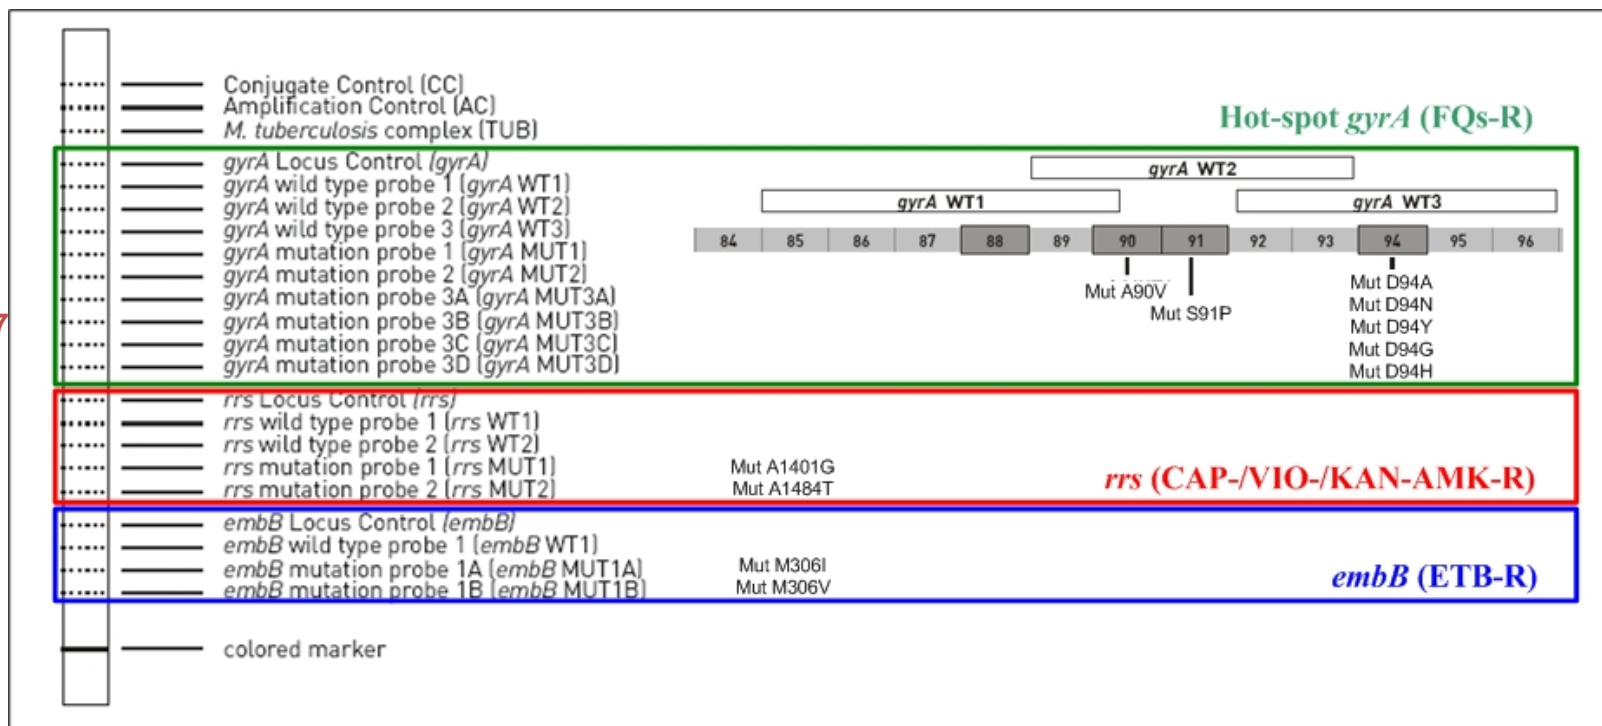 Conjugate Control (CC)
Amplification Control (AC)
M. tuberculosis complex (TUB)
Hot-spot gyrA (FQs-R)
gyrA Locus Control (gyrA)
gyrA wild type probe 1 (gyrA WT1)
gyrA wild type probe 2 (gyrA WT2)
gyrA wild type probe 3 (gyrA WT3)
gyrA mutation probe 1 (gyrA MUT1)
gyrA mutation probe 2 (gyrA MUT2)
gyrA mutation probe 3A (gyrA MUT3A)
gyrA mutation probe 3B (gyrA MUT3B)
gyrA mutation probe 3C (gyrA MUT3C)
gyrA mutation probe 3D (gyrA MUT3D)
gyrA WT2
gyrA WT1 gyrA WT3
84 85 86 87 88 89 90 91 92 93 94 95 96
Mut A90V
Mut S91P
Mut D94A
Mut D94N
Mut D94Y
Mut D94G
Mut D94H
7
rrs Locus Control (rrs)
rrs wild type probe 1 (rrs WT1)
rrs wild type probe 2 (rrs WT2)
rrs mutation probe 1 (rrs MUT1) Mut A1401G
rrs mutation probe 2 (rrs MUT2) Mut A1484T
rrs (CAP-/VIO-/KAN-AMK-R)
embB Locus Control (embB)
embB wild type probe 1 (embB WT1)
embB mutation probe 1A (embB MUT1A) Mut M306I
embB mutation probe 1B (embB MUT1B) Mut M306V
embB (ETB-R)
colored marker